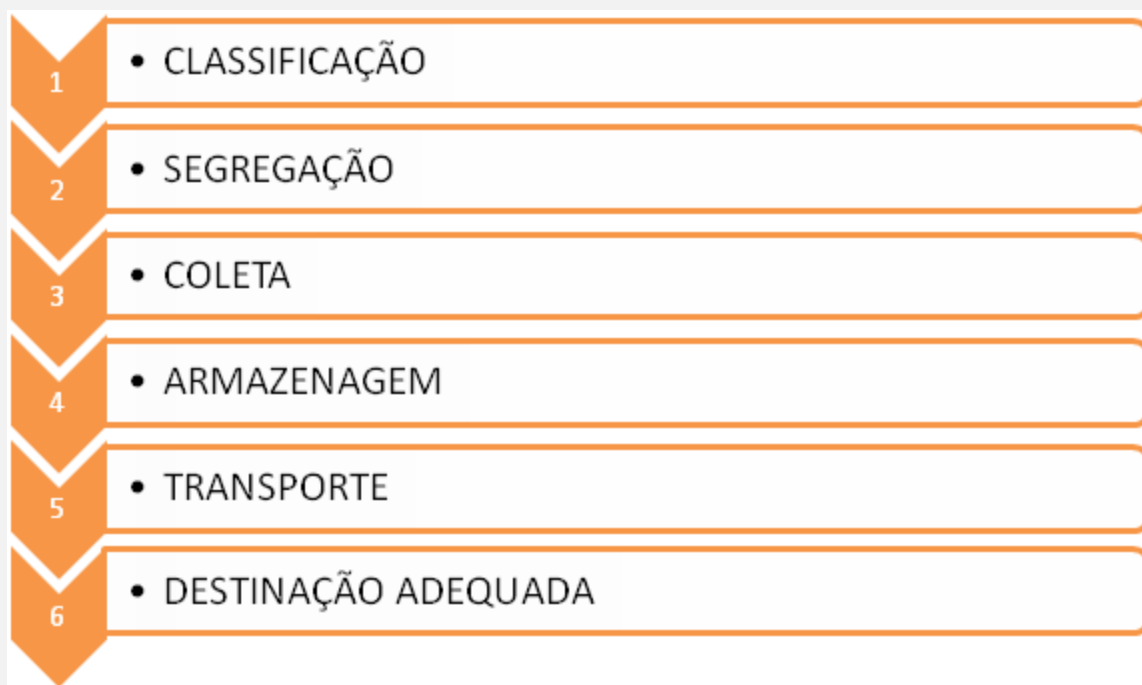 1 • CLASSIFICAÇÃO
2 • SEGREGAÇÃO
3 • COLETA
4 • ARMAZENAGEM
5 • TRANSPORTE
6 • DESTINAÇÃO ADEQUADA